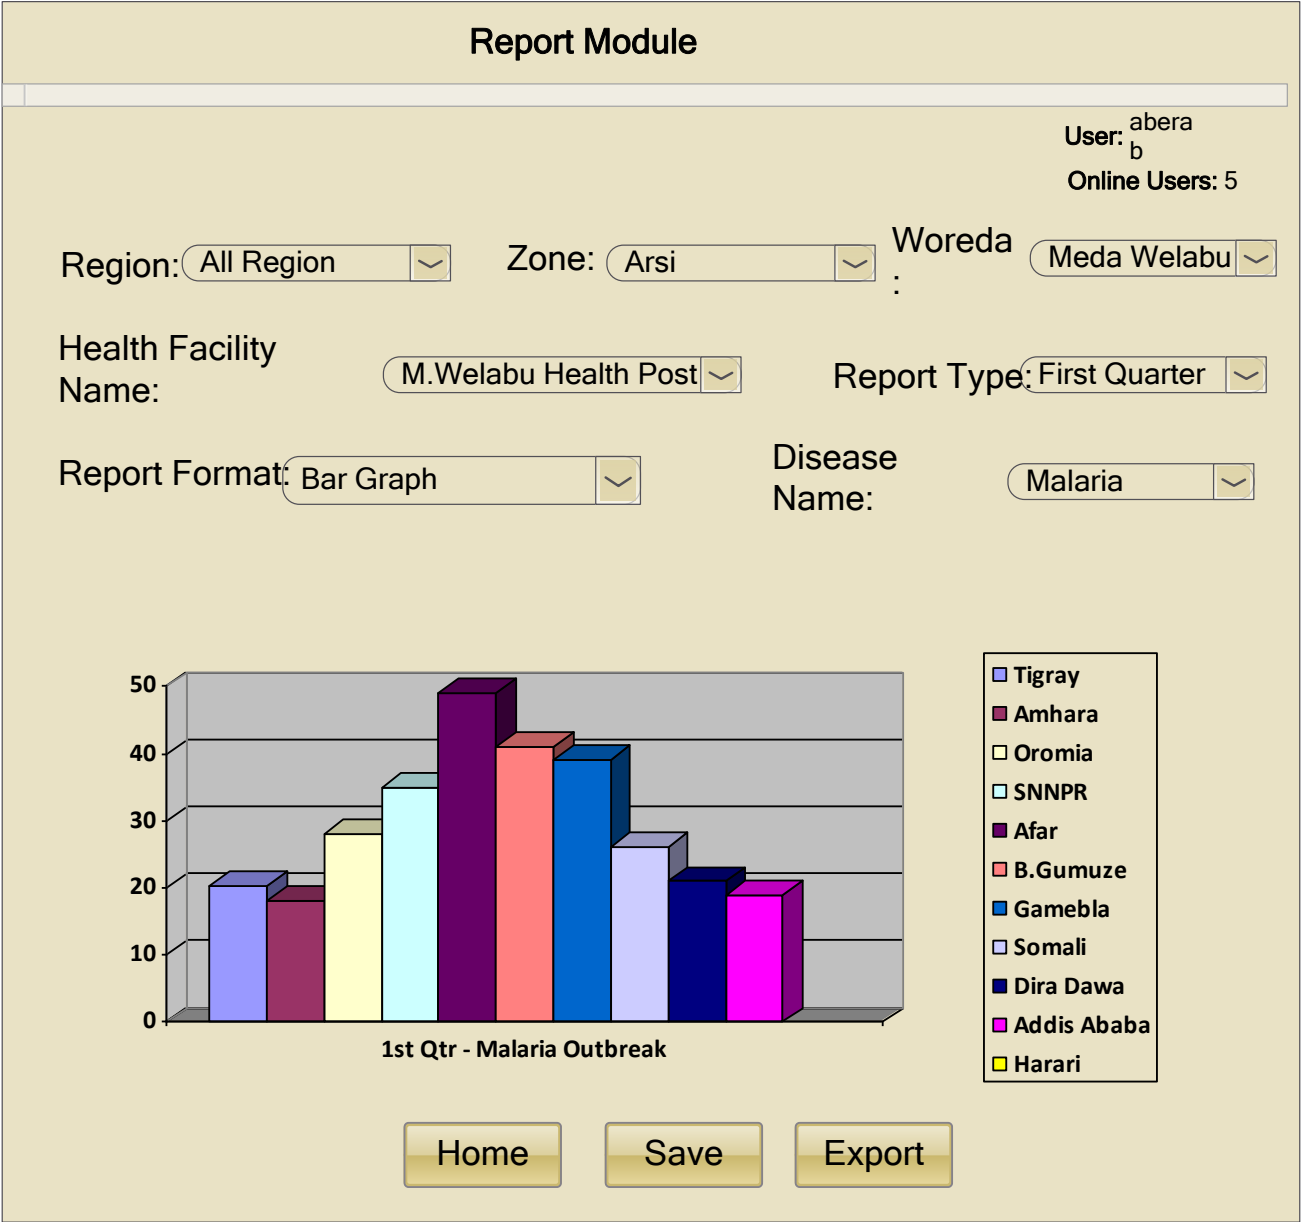 Report Module
User: abera
b
Online Users: 5
Region: All Region
Zone: Arsi
Woreda
:
Meda Welabu
Health Facility
Name:
M.Welabu Health Post
Report Type: First Quarter
Report Format: Bar Graph
Disease
Name:
Malaria
50
40
30
20
10
0
1st Qtr - Malaria Outbreak
Tigray
Amhara
Oromia
SNNPR
Afar
B.Gumuze
Gamebla
Somali
Dira Dawa
Addis Ababa
Harari
Home
Save
Export